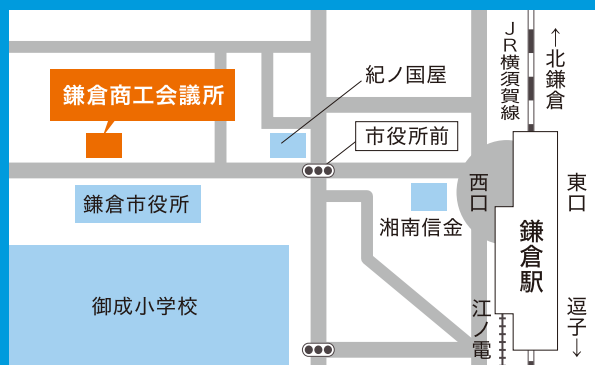 JR横須賀線
↑北鎌倉
紀ノ国屋
鎌倉商工会議所
市役所前
西口
東口
鎌倉市役所
湘南信金
鎌倉駅
御成小学校
江ノ電
逗子↓